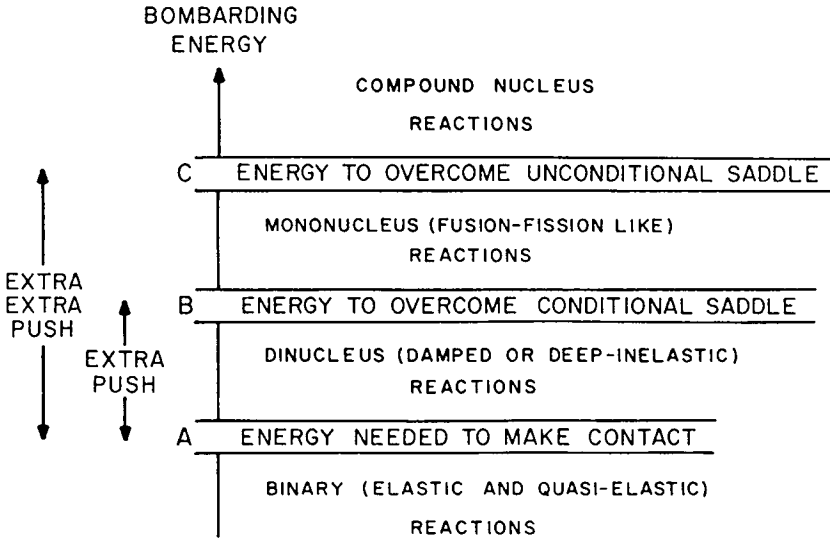 BOMBARDING
ENERGY
COMPOUND NUCLEUS
REACTIONS
C ENERGY TO OVERCOME UNCONDITIONAL SADDLE
MONONUCLEUS (FUSION-FISSION LIKE)
REACTIONS
EXTRA
EXTRA
PUSH
B ENERGY TO OVERCOME CONDITIONAL SADDLE
EXTRA
PUSH
DINUCLEUS (DAMPED OR DEEP-INELASTIC)
REACTIONS
A ENERGY NEEDED TO MAKE CONTACT
BINARY (ELASTIC AND QUASI-ELASTIC)
REACTIONS